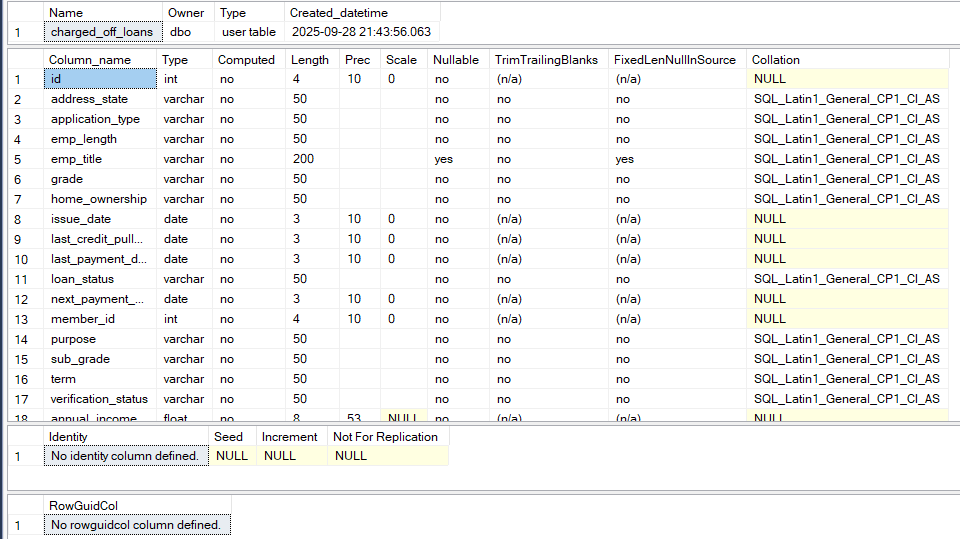 Name Owner Type Created_datetime
1 charged_off_loans dbo user table 2025-09-28 21:43:56.063
Column_name Type Computed Length Prec Scale Nullable TrimTrailingBlanks FixedLenNullInSource Collation
1 id int no 4 10 0 no (n/a) (n/a) NULL
2 address_state varchar no 50 no no no SQL_Latin1_General_CP1_CI_AS
3 application_type varchar no 50 no no no SQL_Latin1_General_CP1_CI_AS
4 emp_length varchar no 50 no no no SQL_Latin1_General_CP1_CI_AS
5 emp_title varchar no 200 yes no yes SQL_Latin1_General_CP1_CI_AS
6 grade varchar no 50 no no no SQL_Latin1_General_CP1_CI_AS
7 home_ownership varchar no 50 no no no SQL_Latin1_General_CP1_CI_AS
8 issue_date date no 3 10 0 no (n/a) (n/a) NULL
9 last_credit_pull... date no 3 10 0 no (n/a) (n/a) NULL
10 last_payment_d... date no 3 10 0 no (n/a) (n/a) NULL
11 loan_status varchar no 50 no no no SQL_Latin1_General_CP1_CI_AS
12 next_payment_... date no 3 10 0 no (n/a) (n/a) NULL
13 member_id int no 4 10 0 no (n/a) (n/a) NULL
14 purpose varchar no 50 no no no SQL_Latin1_General_CP1_CI_AS
15 sub_grade varchar no 50 no no no SQL_Latin1_General_CP1_CI_AS
16 term varchar no 50 no no no SQL_Latin1_General_CP1_CI_AS
17 verification_status varchar no 50 no no no SQL_Latin1_General_CP1_CI_AS
18 annual_income float no 8 53 NULL no (n/a) (n/a) NULL
Identity Seed Increment Not For Replication
1 No identity column defined. NULL NULL NULL
RowGuidCol
1 No rowguidcol column defined.